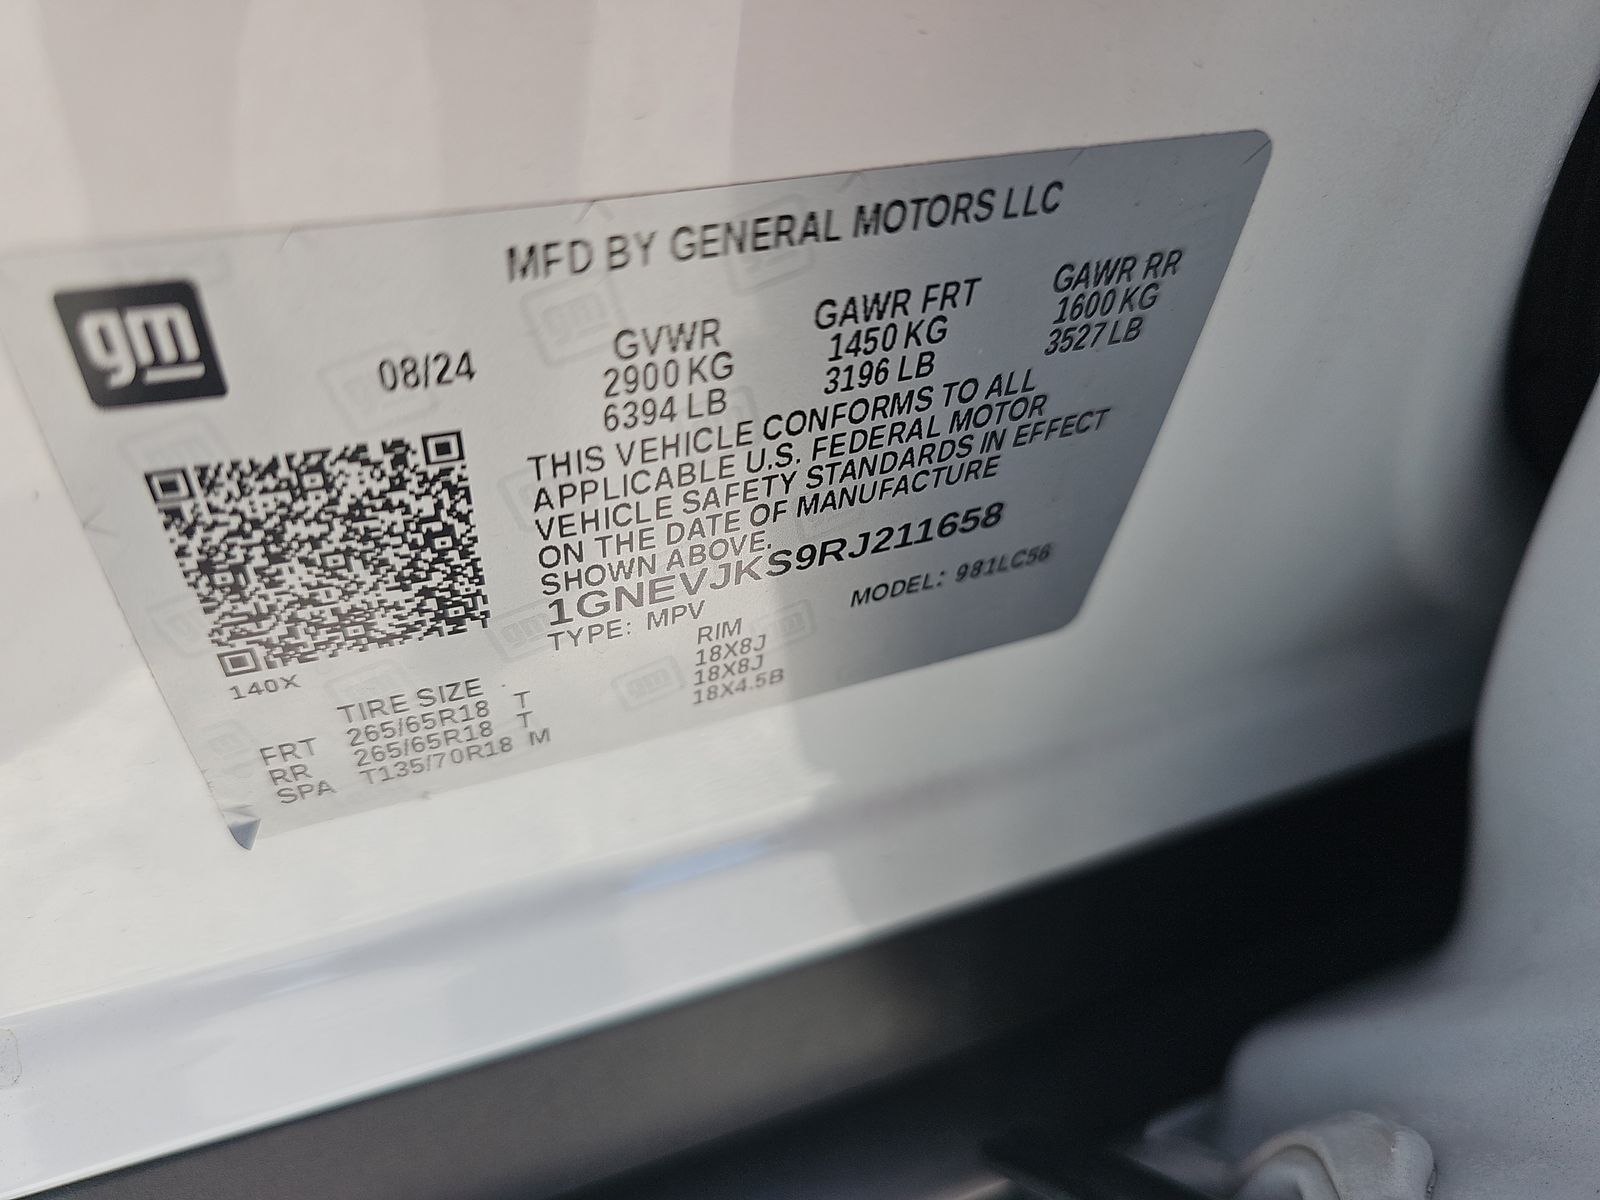 MFD BY GENERAL MOTORS LLC
gm
08/24
GVWR
2900 KG
6394 LB
GAWR FRT
1450 KG
3196 LB
GAWR RR
1600 KG
3527 LB
THIS VEHICLE CONFORMS TO ALL
APPLICABLE U.S. FEDERAL MOTOR
VEHICLE SAFETY STANDARDS IN EFFECT
ON THE DATE OF MANUFACTURE
SHOWN ABOVE.
1GNEVJKS9RJ211658
TYPE: MPV
MODEL: 981LC56
140X
TIRE SIZE RIM
FRT 265/65R18 T 18X8J
RR 265/65R18 T 18X8J
SPA T135/70R18 M 18X4.5B